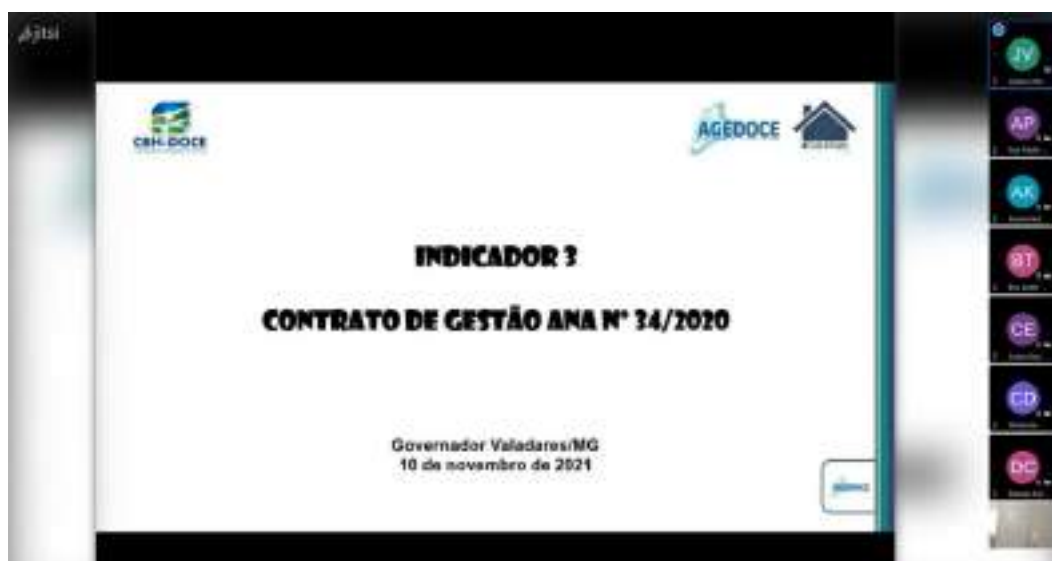 jitsi
CBH-DOCE
AGEDOCE
INDICADOR 3
CONTRATO DE GESTÃO ANA N° 34/2020
Governador Valadares/MG
10 de novembro de 2021
AGEDOCE
JV
AP
AK
BT
CE
CD
DC